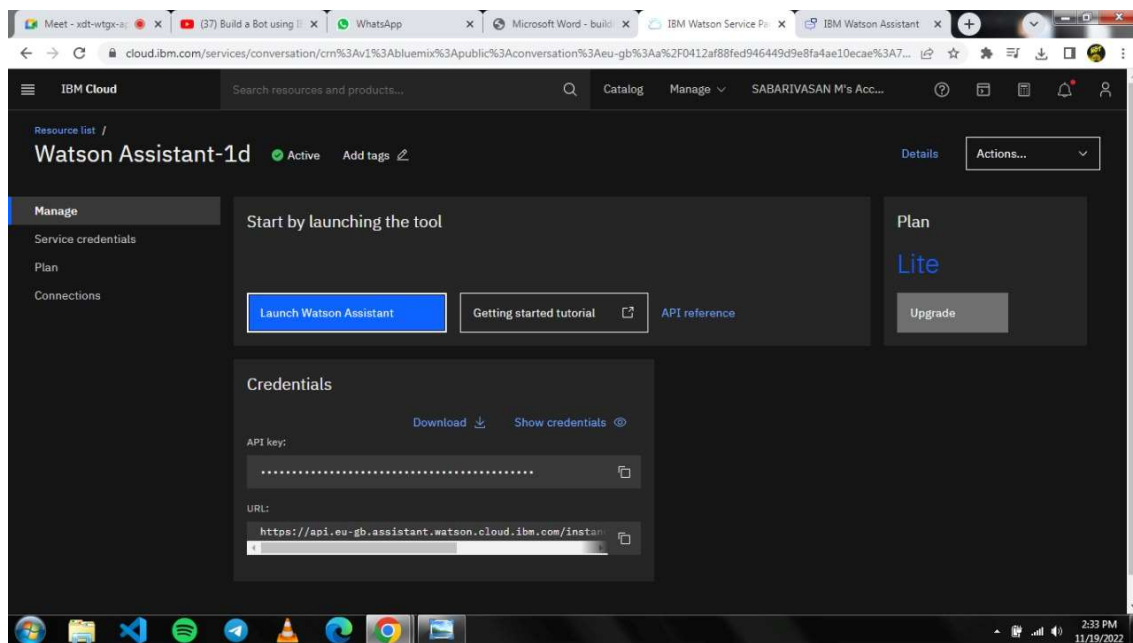 Meet - xdt-wtgx-a
(37) Build a Bot using I
WhatsApp
Microsoft Word - build
IBM Watson Service Pa
IBM Watson Assistant
cloud.ibm.com/services/conversation/crn%3Av1%3Abluemix%3Apublic%3Aconversation%3Aeu-gb%3Aa%2F0412af88fed946449d9e8fa4ae10ecae%3A7...
IBM Cloud
Search resources and products...
Catalog
Manage
SABARIVASAN M's Acc...
Resource list /
Watson Assistant-1d
Active
Add tags
Details
Actions...
Manage
Service credentials
Plan
Connections
Start by launching the tool
Launch Watson Assistant
Getting started tutorial
API reference
Plan
Lite
Upgrade
Credentials
Download
Show credentials
API key:
URL:
https://api.eu-gb.assistant.watson.cloud.ibm.com/instan
2:33 PM
11/19/2022